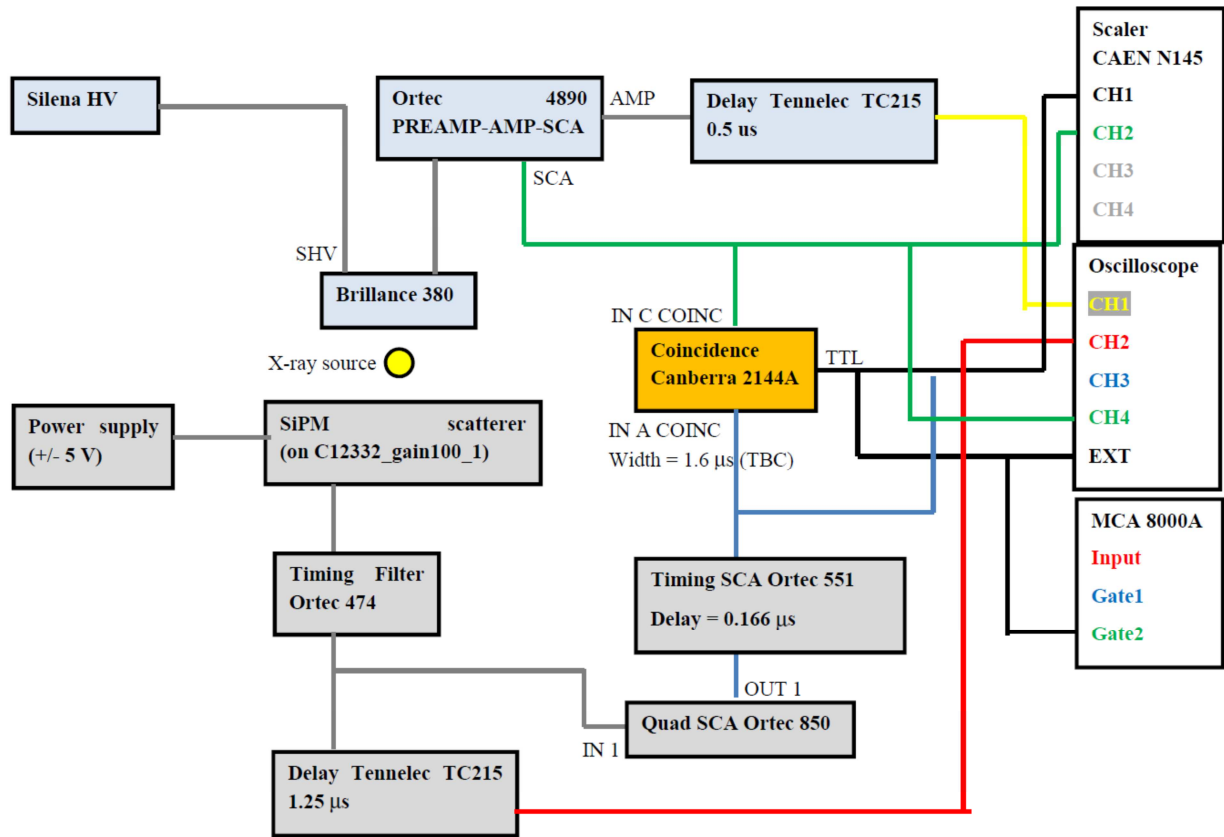 Scaler
CAEN N145
CH1
CH2
CH3
CH4
Silena HV
Ortec 4890
PREAMP-AMP-SCA
AMP
Delay Tennelec TC215
0.5 us
SCA
SHV
Brillance 380
Oscilloscope
CH1
CH2
CH3
CH4
EXT
IN C COINC
Coincidence
Canberra 2144A
TTL
X-ray source
IN A COINC
Width = 1.6 μs (TBC)
Power supply
(+/- 5 V)
SiPM scatterer
(on C12332_gain100_1)
MCA 8000A
Input
Gate1
Gate2
Timing Filter
Ortec 474
Timing SCA Ortec 551
Delay = 0.166 μs
OUT 1
Quad SCA Ortec 850
IN 1
Delay Tennelec TC215
1.25 μs